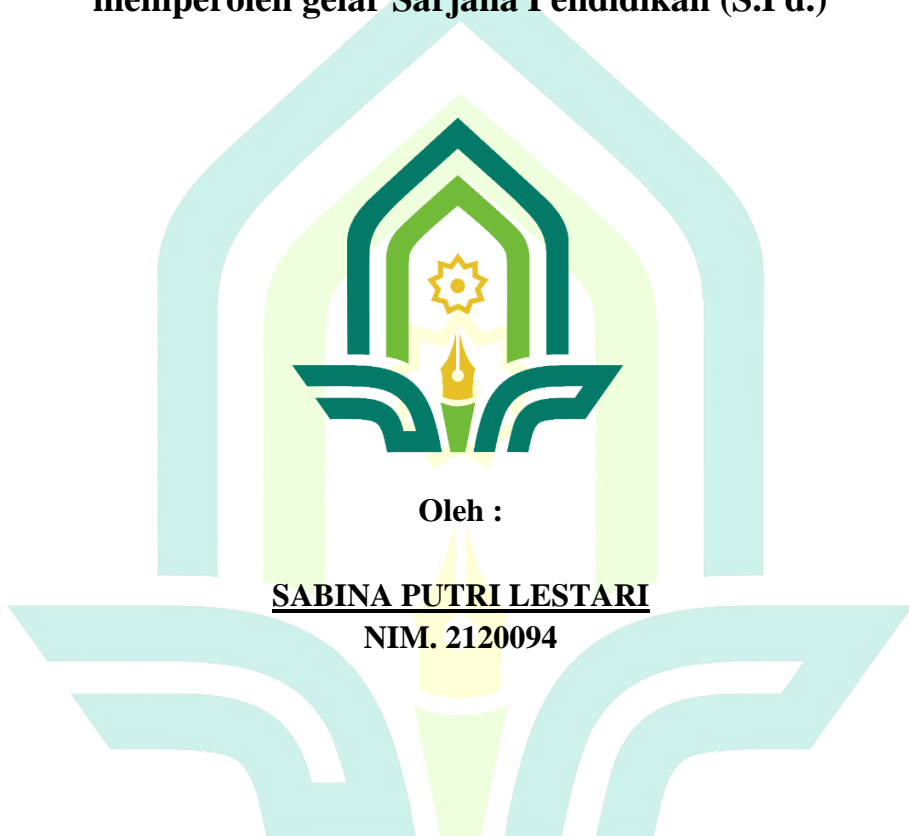 memperoleh gelar Sarjana Pendidikan (S.Pd.)
Oleh :
SABINA PUTRI LESTARI
NIM. 2120094